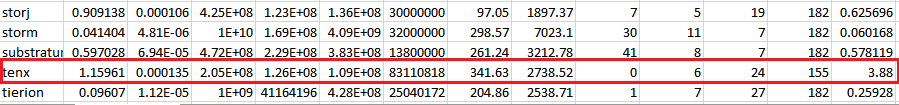 storj 0.909138 0.000106 4.25E+08 1.23E+08 1.36E+08 30000000 97.05 1897.37 7 5 19 182 0.625696
storm 0.041404 4.81E-06 1E+10 1.69E+08 4.09E+09 32000000 298.57 7023.1 30 11 7 182 0.060168
substratum 0.597028 6.94E-05 4.72E+08 2.29E+08 3.83E+08 13800000 261.24 3212.78 41 8 7 182 0.578119
tenx 1.15961 0.000135 2.05E+08 1.26E+08 1.09E+08 83110818 341.63 2738.52 0 6 24 155 3.88
tierion 0.09607 1.12E-05 1E+09 41164196 4.28E+08 25040172 204.86 2538.71 1 7 27 182 0.25928